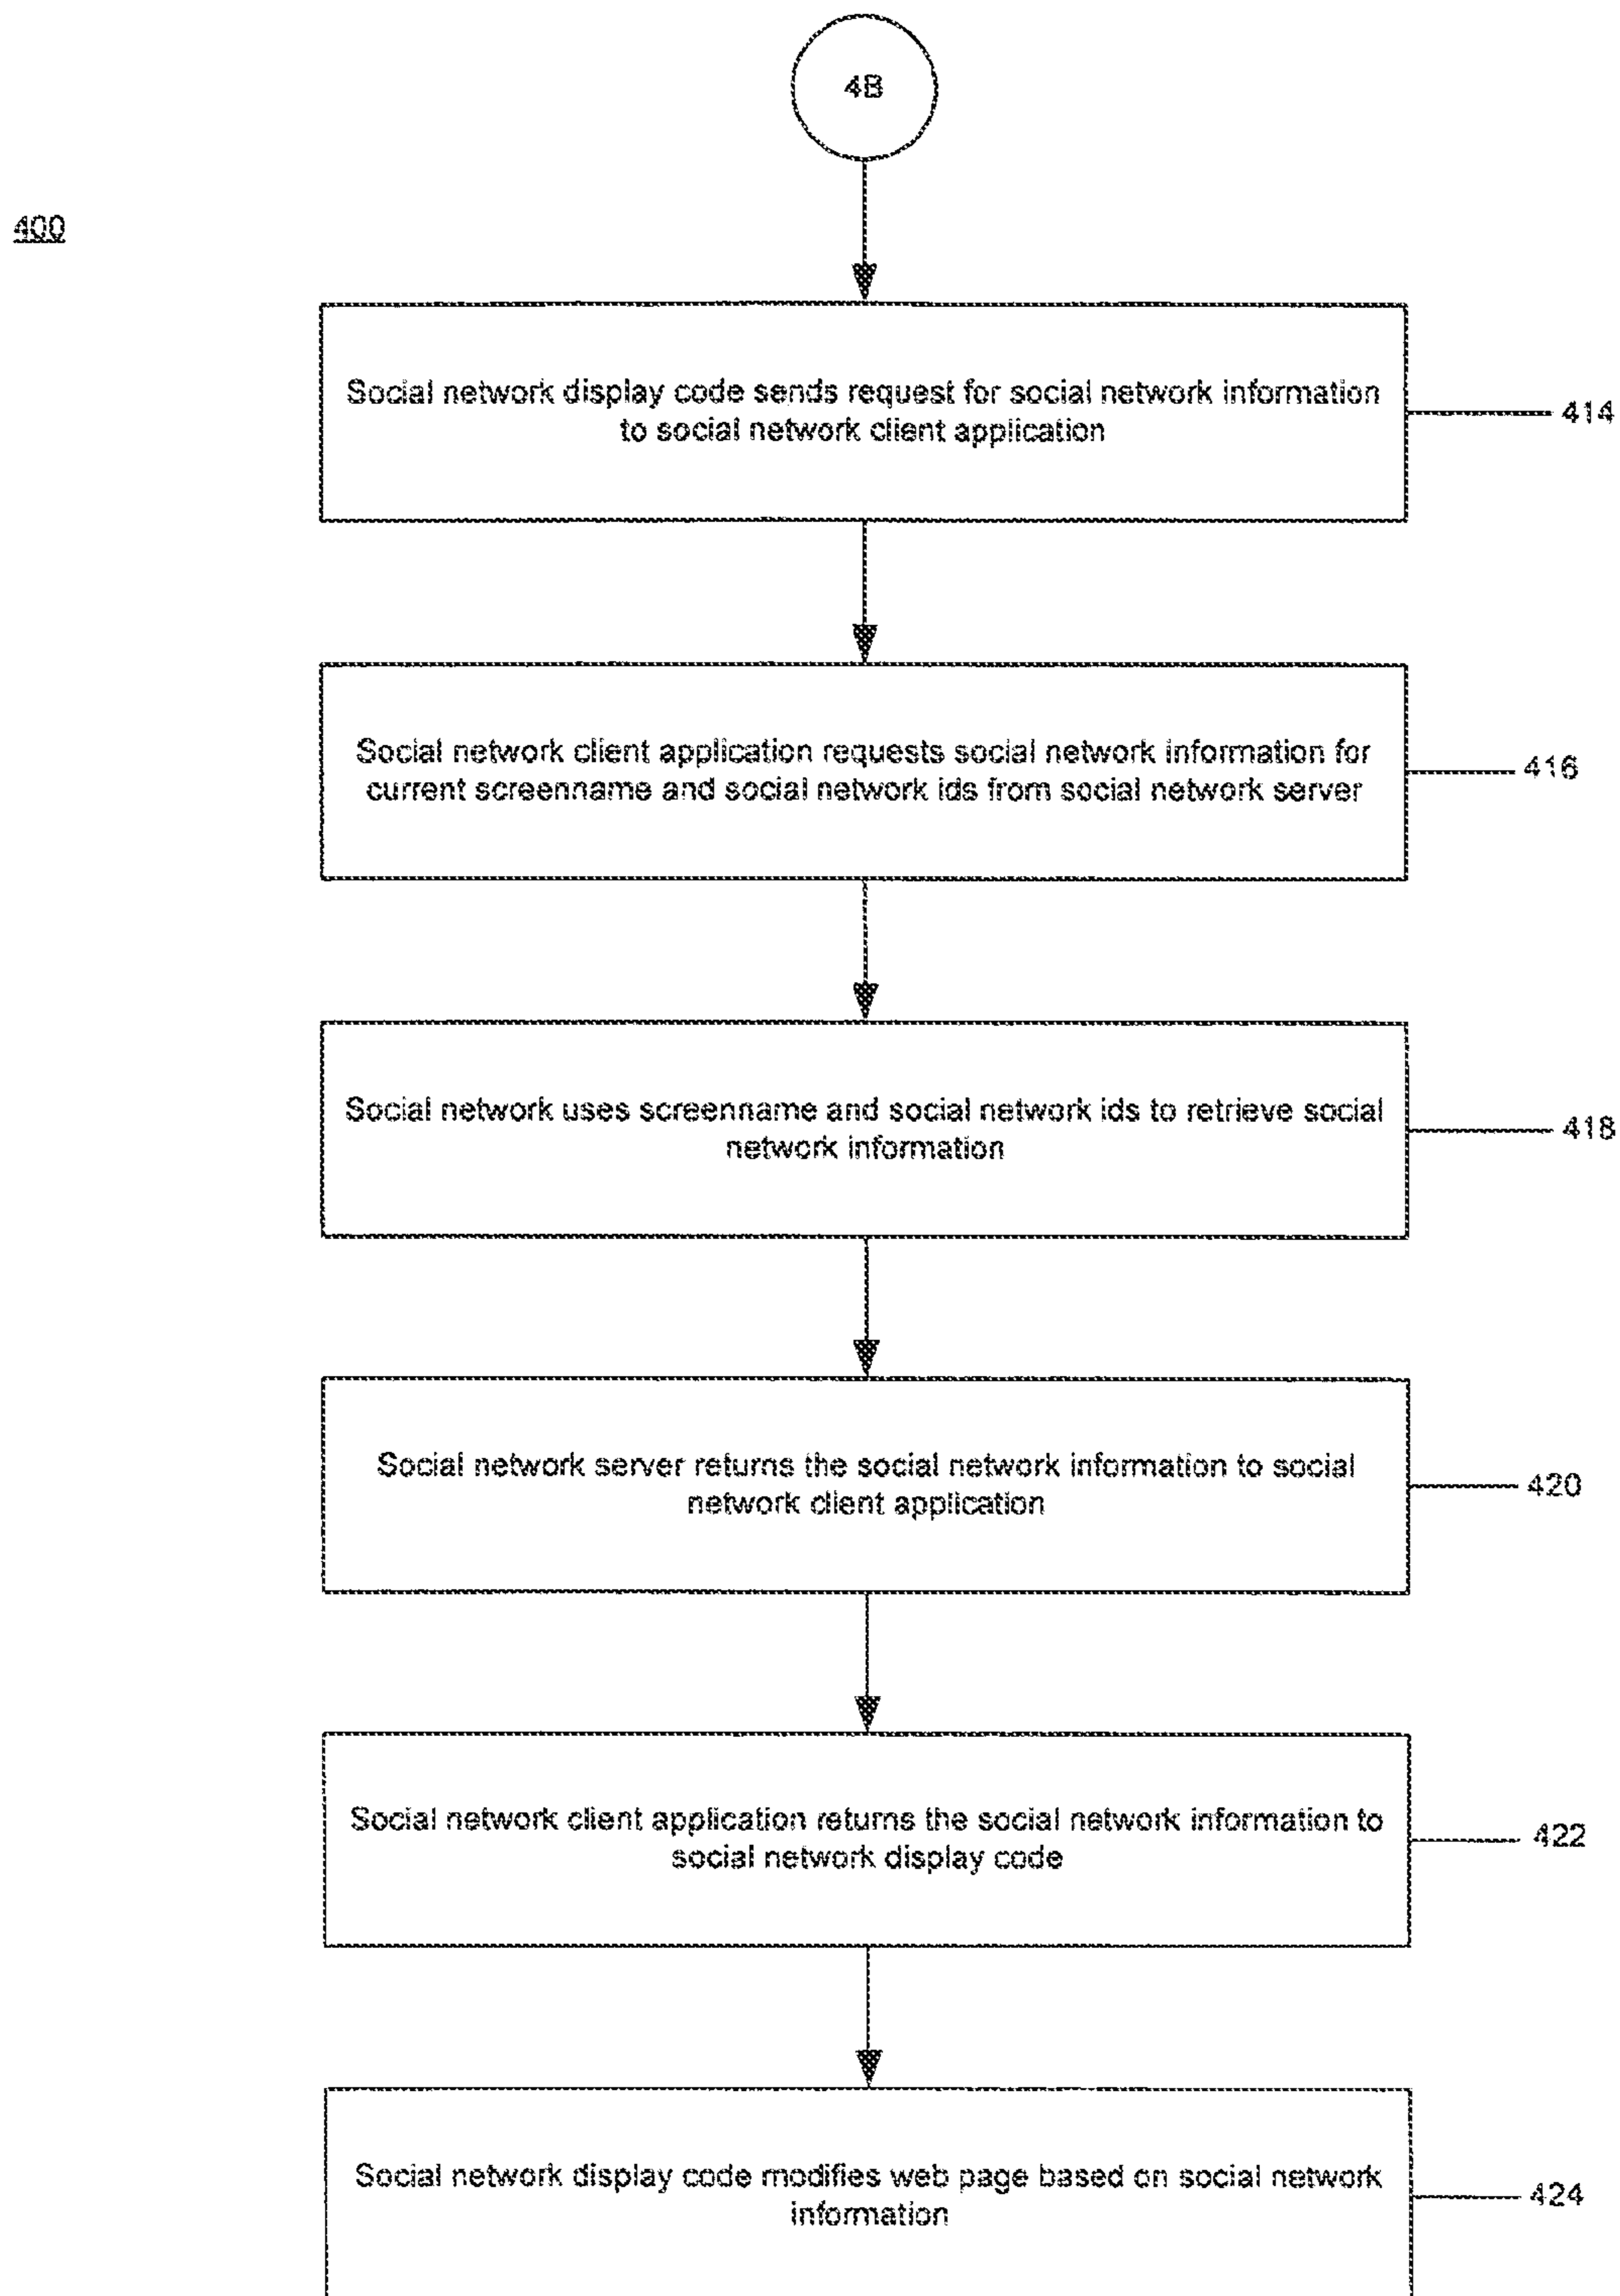 4B
400
Social network display code sends request for social network information
to social network client application
414
Social network client application requests social network information for
current screenname and social network ids from social network server
416
Social network uses screenname and social network ids to retrieve social
network information
418
Social network server returns the social network information to social
network client application
420
Social network client application returns the social network information to
social network display code
422
Social network display code modifies web page based on social network
information
424